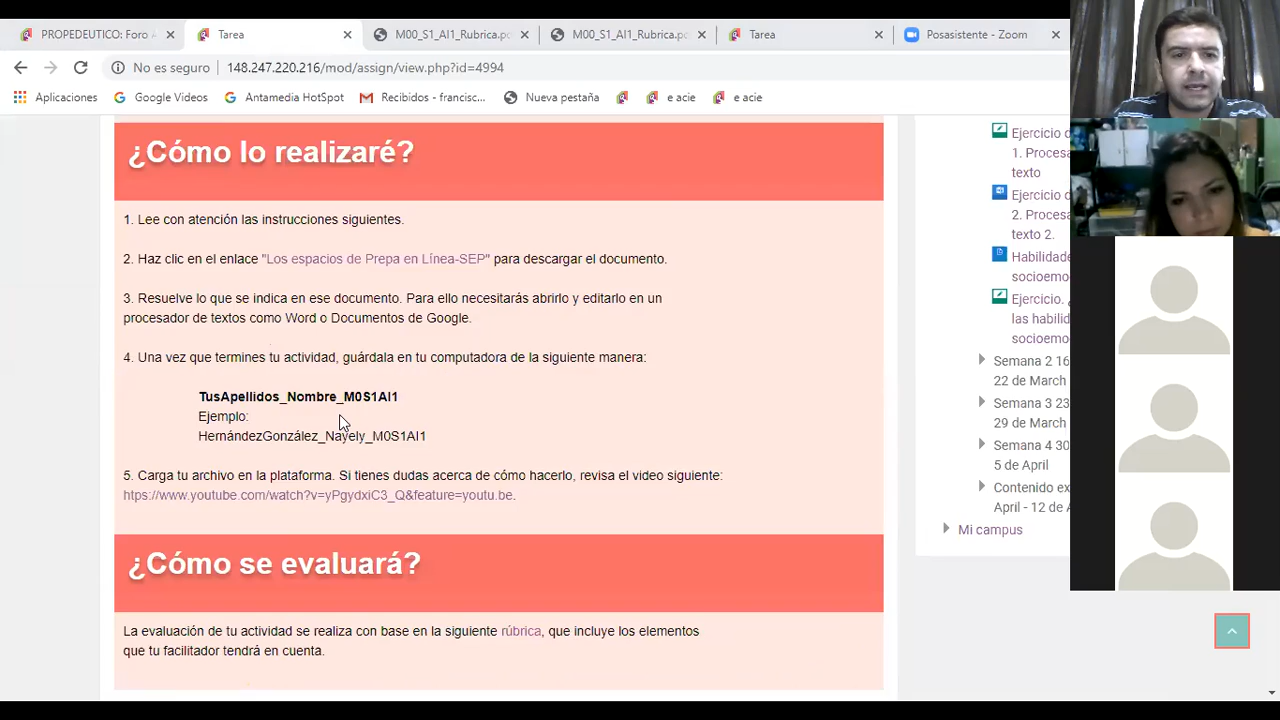 PROPEDEUTICO: Foro A
Tarea
M00_S1_AI1_Rubrica.pd
M00_S1_AI1_Rubrica.pd
Tarea
Posasistente - Zoom
No es seguro
148.247.220.216/mod/assign/view.php?id=4994
Aplicaciones
Google Videos
Antamedia HotSpot
Recibidos - francisc...
Nueva pestaña
e acie
e acie
¿Cómo lo realizaré?
1. Lee con atención las instrucciones siguientes.
2. Haz clic en el enlace "Los espacios de Prepa en Línea-SEP" para descargar el documento.
3. Resuelve lo que se indica en ese documento. Para ello necesitarás abrirlo y editarlo en un
procesador de textos como Word o Documentos de Google.
4. Una vez que termines tu actividad, guárdala en tu computadora de la siguiente manera:
TusApellidos_Nombre_M0S1AI1
Ejemplo:
HernándezGonzález_Nayely_M0S1AI1
5. Carga tu archivo en la plataforma. Si tienes dudas acerca de cómo hacerlo, revisa el video siguiente:
htps://www.youtube.com/watch?v=yPgydxiC3_Q&feature=youtu.be.
¿Cómo se evaluará?
La evaluación de tu actividad se realiza con base en la siguiente rúbrica, que incluye los elementos
que tu facilitador tendrá en cuenta.
Ejercicio d
1. Procesa
texto
Ejercicio d
2. Procesa
texto 2.
Habilidade
socioemo
Ejercicio. ¿
las habilid
socioemo
Semana 2 16
22 de March
Semana 3 23
29 de March
Semana 4 30
5 de April
Contenido ex
April - 12 de A
Mi campus